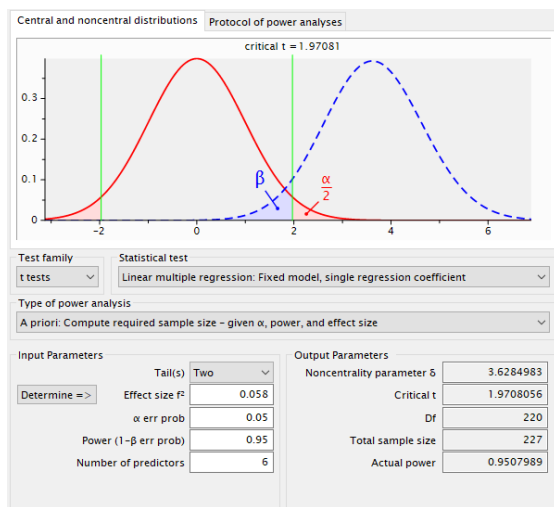 Central and noncentral distributions
Protocol of power analyses
critical t = 1.97081
0.3
0.2
0.1
0
β
α
2
−2
0
2
4
6
Test family
Statistical test
t tests
Linear multiple regression: Fixed model, single regression coefficient
Type of power analysis
A priori: Compute required sample size – given α, power, and effect size
Input Parameters
Output Parameters
Tail(s) Two
Noncentrality parameter δ 3.6284983
Determine => Effect size f² 0.058
Critical t 1.9708056
α err prob 0.05
Df 220
Power (1-β err prob) 0.95
Total sample size 227
Number of predictors 6
Actual power 0.9507989